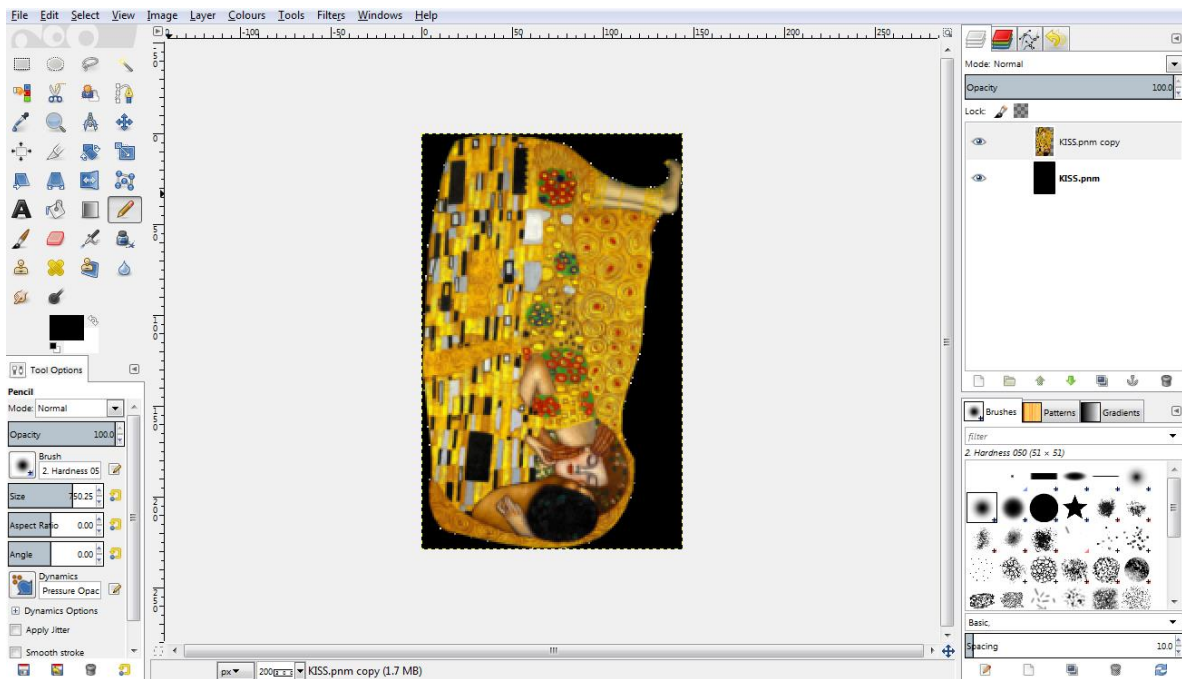 File Edit Select View Image Layer Colours Tools Filters Windows Help
-100 -50 0 50 100 150 200 250
Mode: Normal
Opacity 100.0
Lock:
KISS.pnm copy
KISS.pnm
Tool Options
Pencil
Mode: Normal
Opacity 100.0
Brush
2. Hardness 05
Size 750.25
Aspect Ratio 0.00
Angle 0.00
Dynamics
Pressure Opac
Dynamics Options
Apply Jitter
Smooth stroke
Brushes Patterns Gradients
filter
2. Hardness 050 (51 × 51)
Basic,
Spacing 10.0
px 200 KISS.pnm copy (1.7 MB)